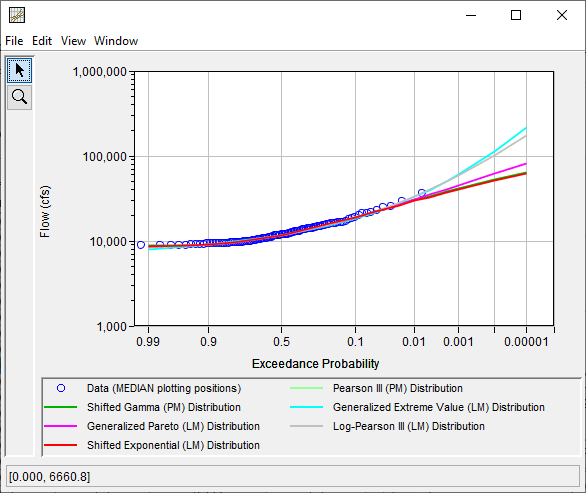 File Edit View Window
1,000,000
100,000
10,000
1,000
Flow (cfs)
0.99 0.9 0.5 0.1 0.01 0.001 0.00001
Exceedance Probability
Data (MEDIAN plotting positions)
Pearson III (PM) Distribution
Shifted Gamma (PM) Distribution
Generalized Extreme Value (LM) Distribution
Generalized Pareto (LM) Distribution
Log-Pearson III (LM) Distribution
Shifted Exponential (LM) Distribution
[0.000, 6660.8]